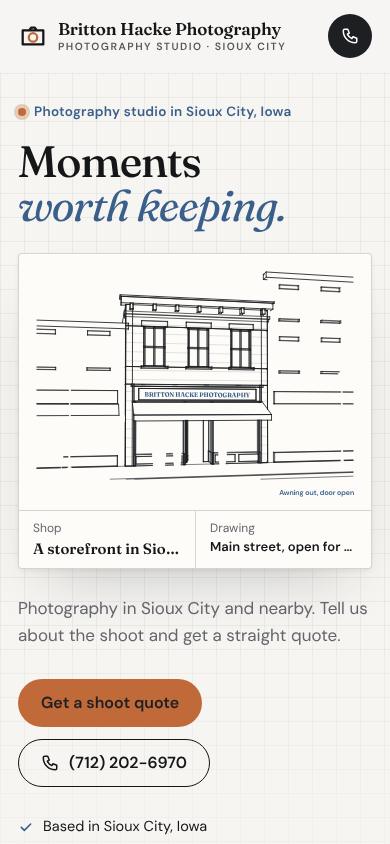 Britton Hacke Photography
PHOTOGRAPHY STUDIO · SIOUX CITY
Photography studio in Sioux City, Iowa
Moments
worth keeping.
BRITTON HACKE PHOTOGRAPHY
Awning out, door open
Shop
A storefront in Sio...
Drawing
Main street, open for ...
Photography in Sioux City and nearby. Tell us
about the shoot and get a straight quote.
Get a shoot quote
(712) 202-6970
Based in Sioux City, Iowa